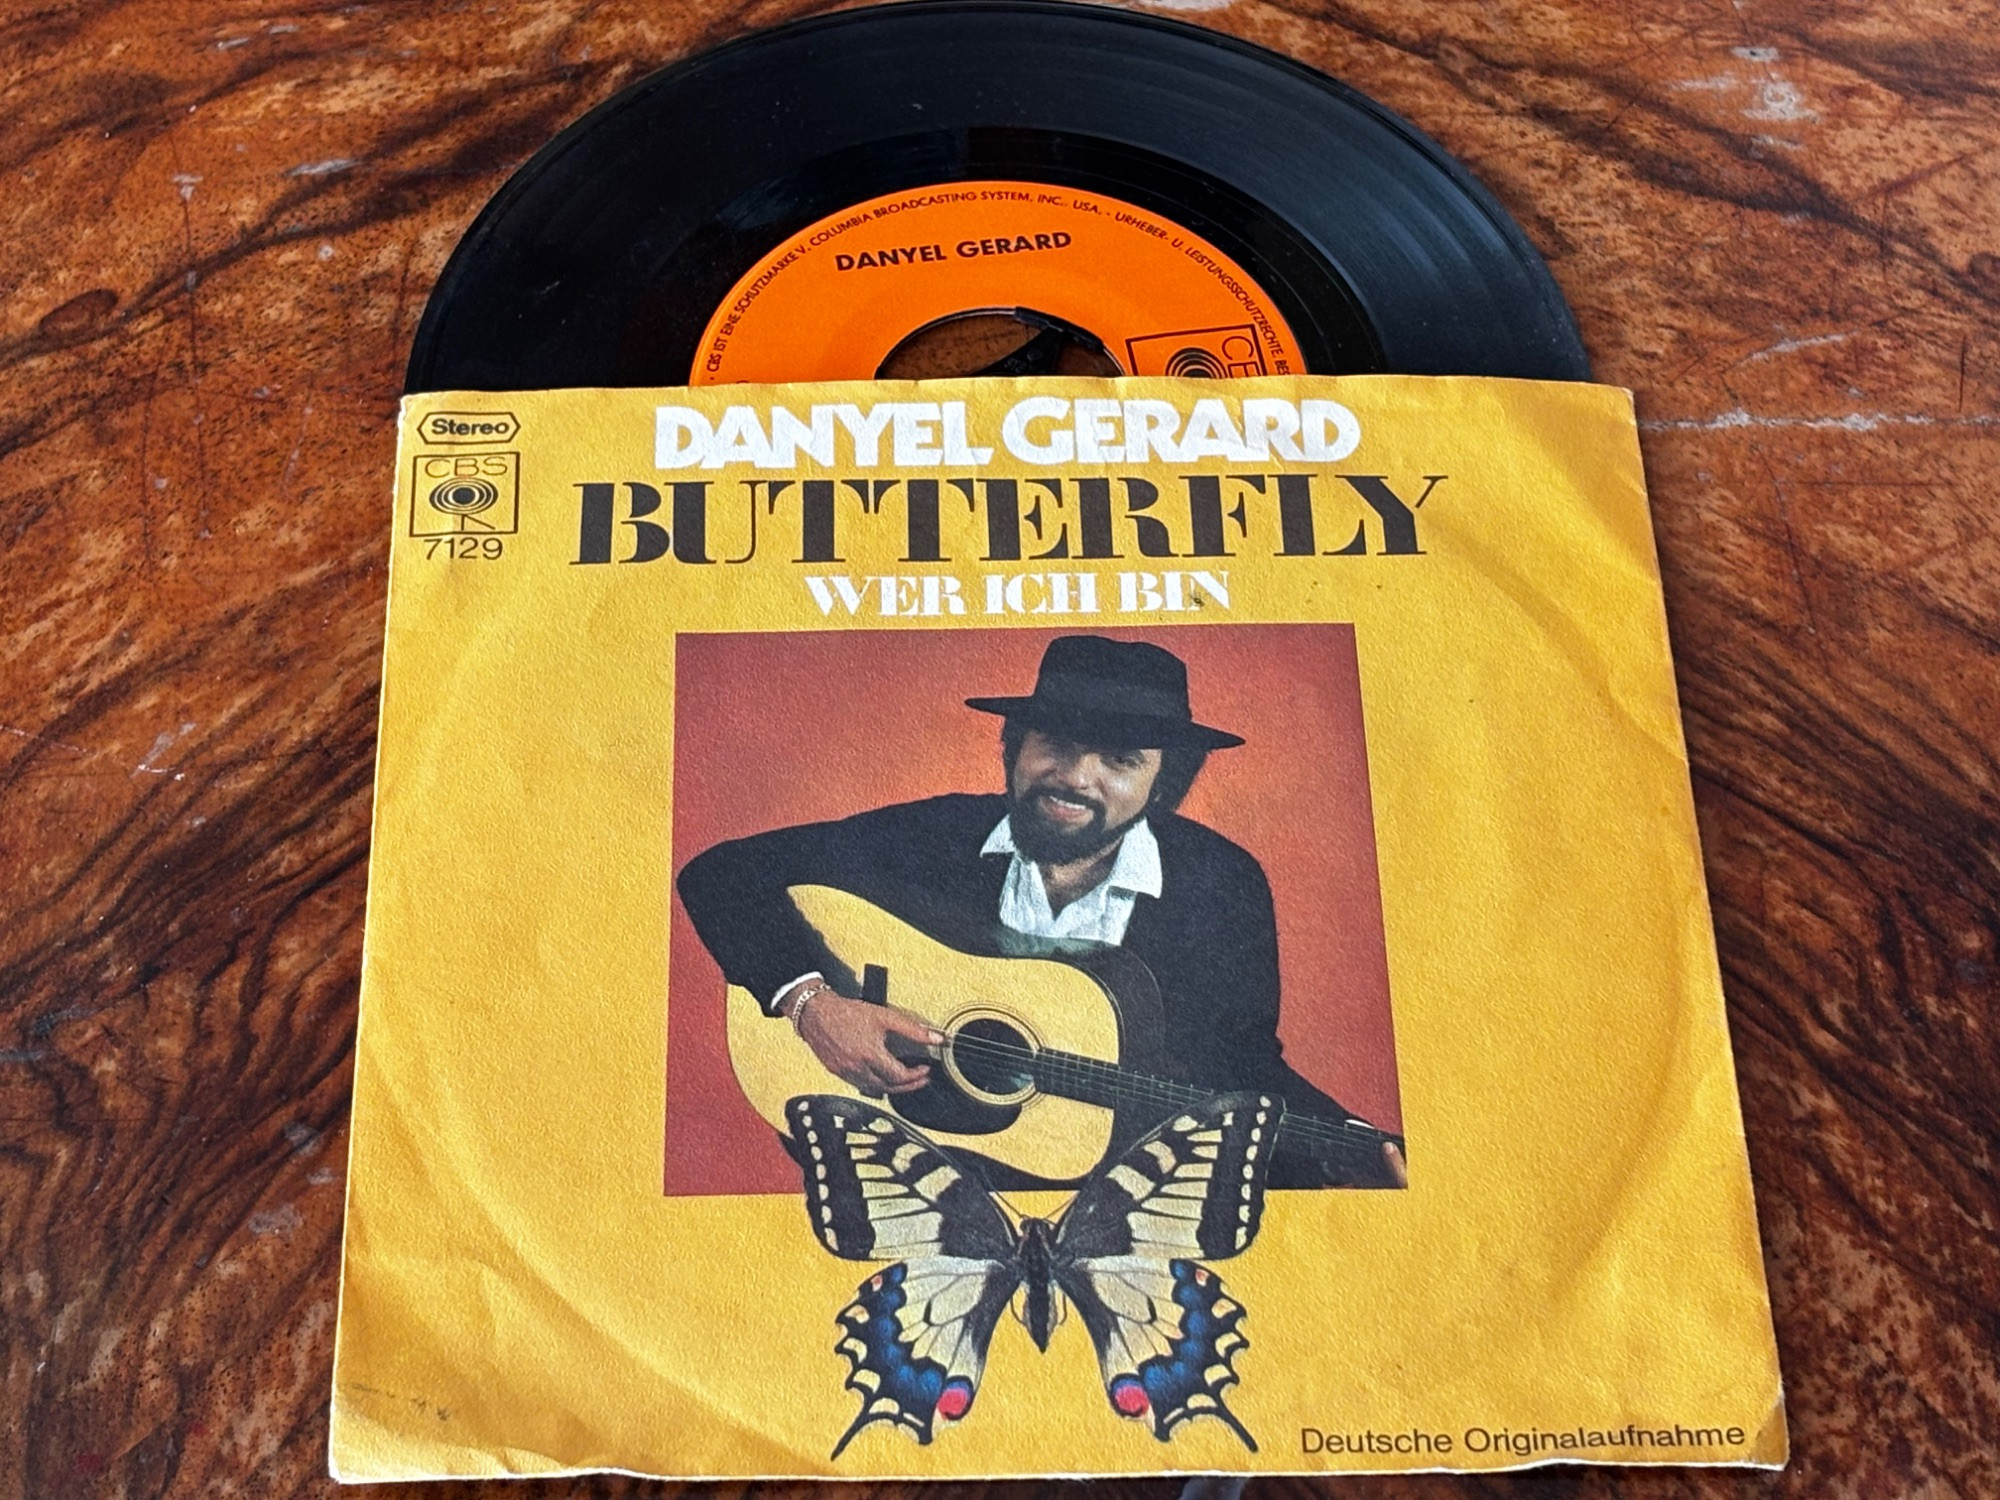 CBS IST EINE SCHUTZMARKE V. COLUMBIA BROADCASTING SYSTEM, INC., USA. - URHEBER- U. LEISTUNGSSCHUTZRECHTE
DANYEL GERARD
Stereo
CBS
7129
DANYEL GERARD
BUTTERFLY
WER ICH BIN
Deutsche Originalaufnahme